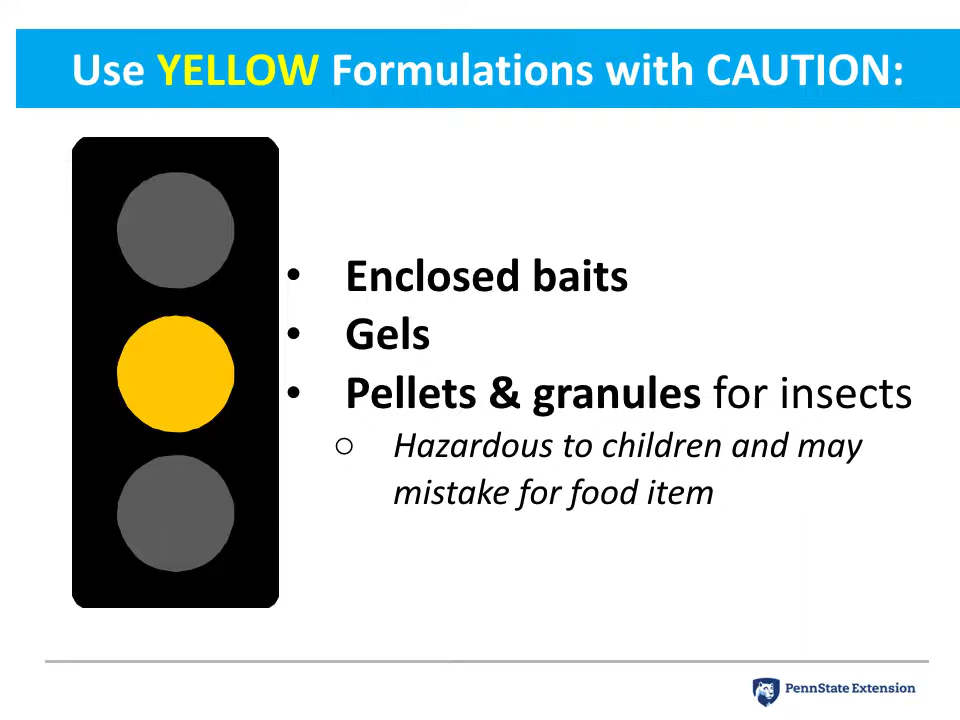 Use YELLOW Formulations with CAUTION:
• Enclosed baits
• Gels
• Pellets & granules for insects
○ Hazardous to children and may
mistake for food item
PennState Extension